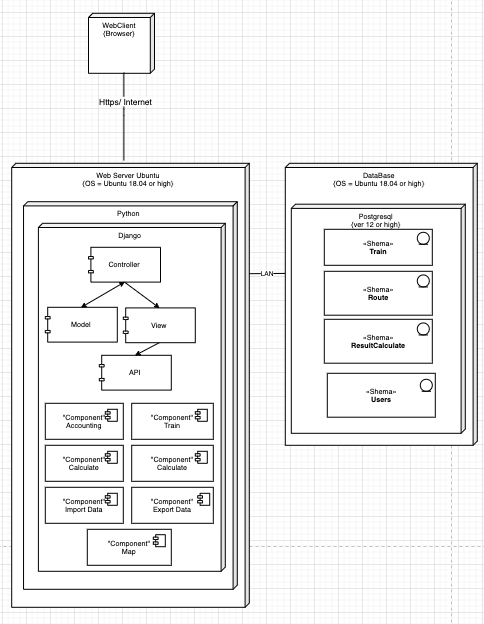 WebClient
{Browser}
Https/ Internet
Web Server Ubuntu
{OS = Ubuntu 18.04 or high}
Python
Django
Controller
Model
View
API
"Component"
Accounting
"Component"
Train
"Component"
Calculate
"Component"
Calculate
"Component"
Import Data
"Component"
Export Data
"Component"
Map
LAN
DataBase
{OS = Ubuntu 18.04 or high}
Postgresql
{ver 12 or high}
«Shema»
Train
«Shema»
Route
«Shema»
ResultCalculate
«Shema»
Users